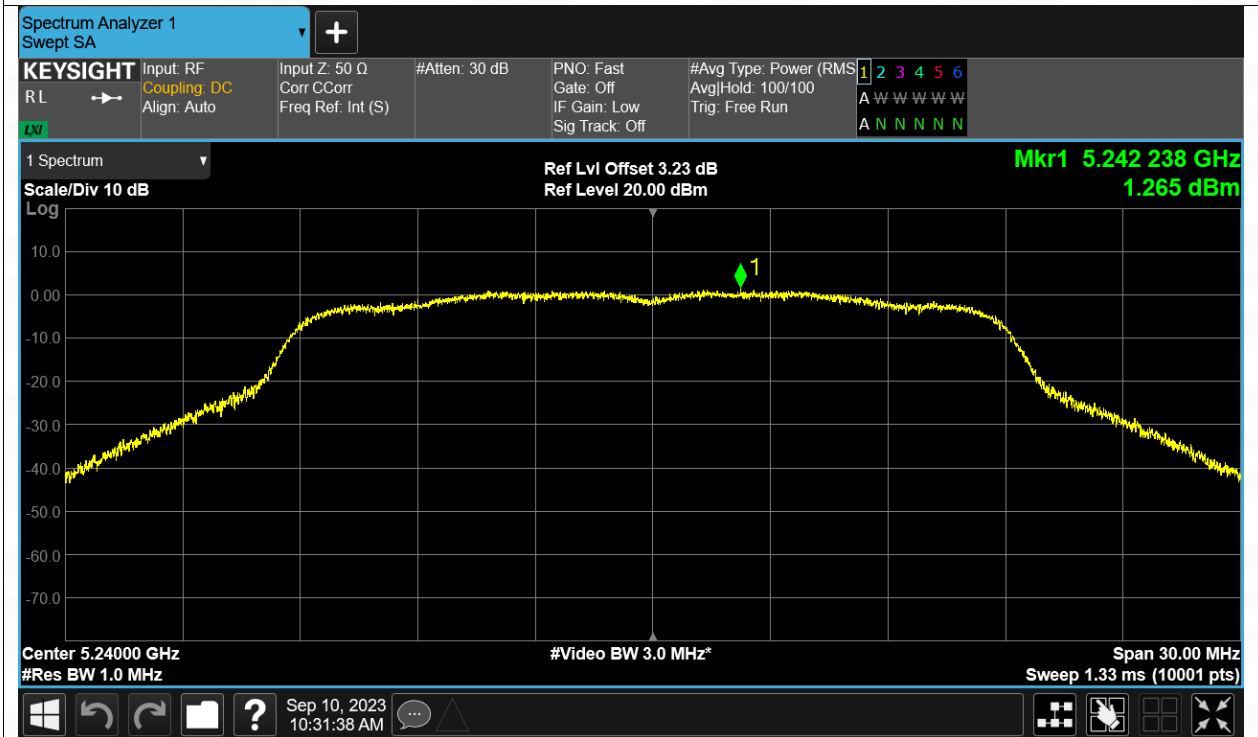 Spectrum Analyzer 1
Swept SA
+
KEYSIGHT
R L
LXI
Input: RF
Coupling: DC
Align: Auto
Input Z: 50 Ω
Corr CCorr
Freq Ref: Int (S)
#Atten: 30 dB
PNO: Fast
Gate: Off
IF Gain: Low
Sig Track: Off
#Avg Type: Power (RMS
Avg|Hold: 100/100
Trig: Free Run
1 2 3 4 5 6
A W W W W W
A N N N N N
1 Spectrum
Scale/Div 10 dB
Log
Ref Lvl Offset 3.23 dB
Ref Level 20.00 dBm
Mkr1 5.242 238 GHz
1.265 dBm
1
10.0
0.00
-10.0
-20.0
-30.0
-40.0
-50.0
-60.0
-70.0
Center 5.24000 GHz
#Res BW 1.0 MHz
#Video BW 3.0 MHz*
Span 30.00 MHz
Sweep 1.33 ms (10001 pts)
?
Sep 10, 2023
10:31:38 AM